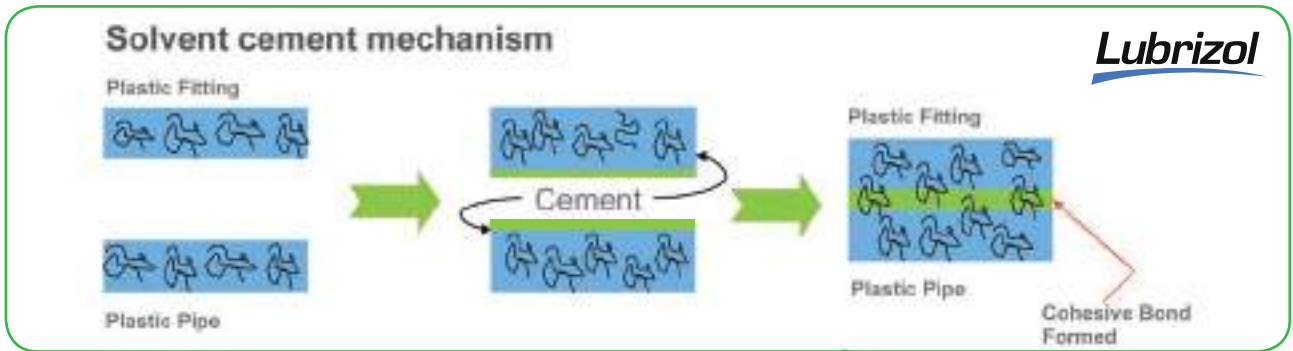 Solvent cement mechanism
Lubrizol
Plastic Fitting
Plastic Pipe
Cement
Plastic Fitting
Plastic Pipe
Cohesive Bond
Formed